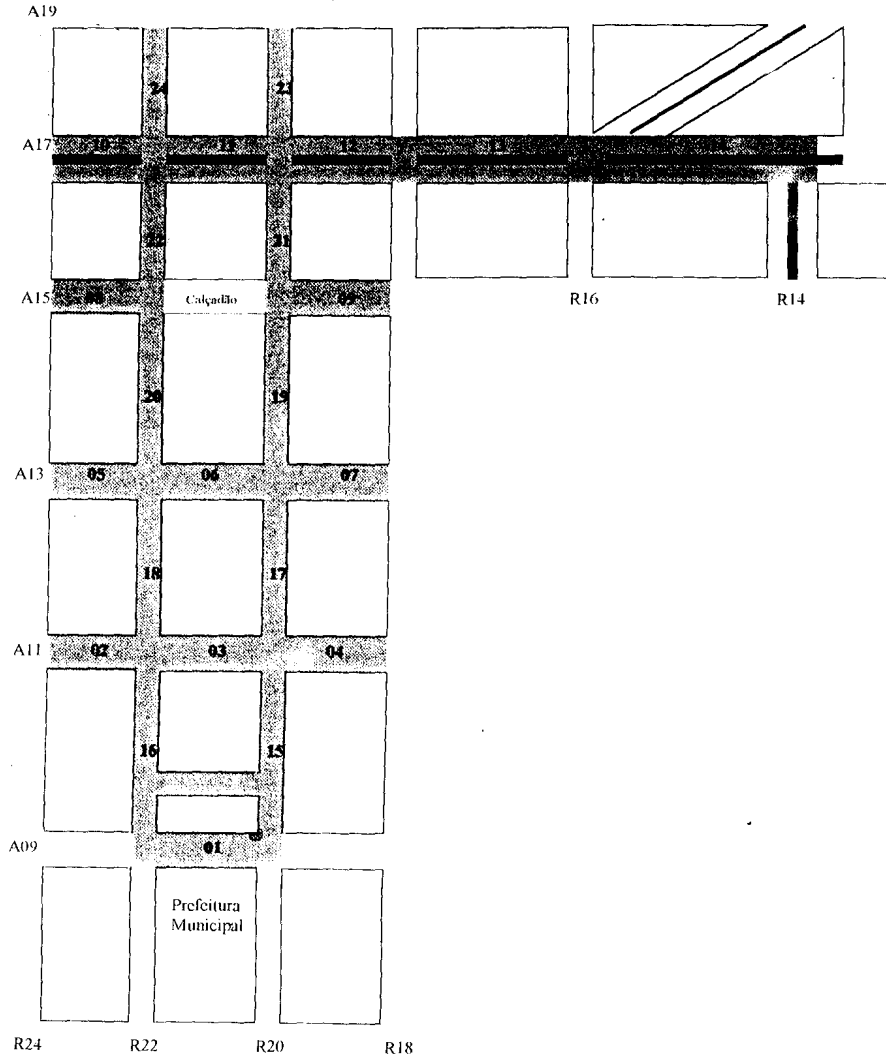 A19
24 23
A17 10 11 12 13
22 21
A15 08 Calçadão 09
R16 R14
20 19
A13 05 06 07
18 17
A11 02 03 04
16 15
A09 01
Prefeitura
Municipal
R24 R22 R20 R18